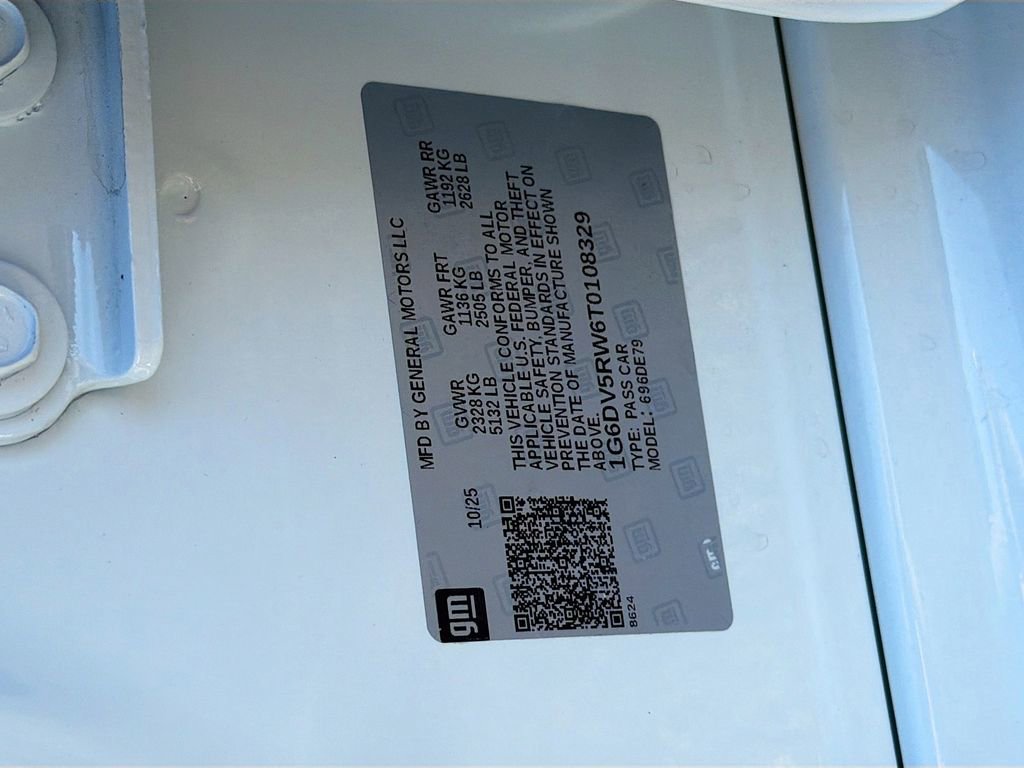 MFD BY GENERAL MOTORS LLC
10/25
GVWR GAWR FRT GAWR RR
2328 KG 1136 KG 1192 KG
5132 LB 2505 LB 2628 LB
THIS VEHICLE CONFORMS TO ALL
APPLICABLE U.S. FEDERAL MOTOR
VEHICLE SAFETY, BUMPER, AND THEFT
PREVENTION STANDARDS IN EFFECT ON
THE DATE OF MANUFACTURE SHOWN
ABOVE.
1G6DV5RW6T0108329
TYPE: PASS CAR
MODEL: 696DE79
gm
8624